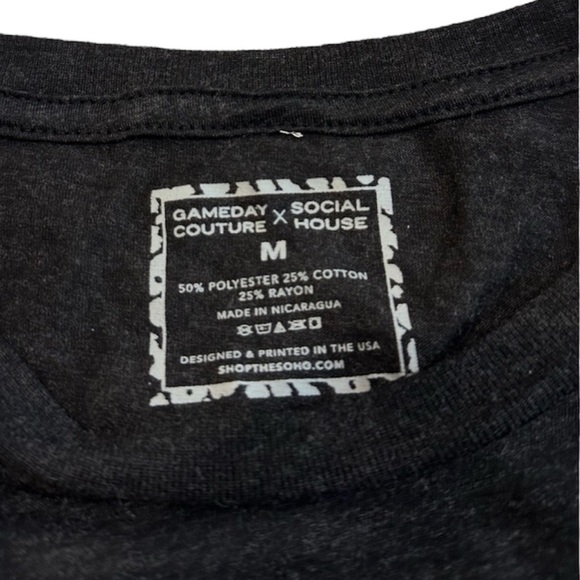 GAMEDAY X SOCIAL
COUTURE HOUSE
M
50% POLYESTER 25% COTTON
25% RAYON
MADE IN NICARAGUA
DESIGNED & PRINTED IN THE USA
SHOPTHESOHO.COM